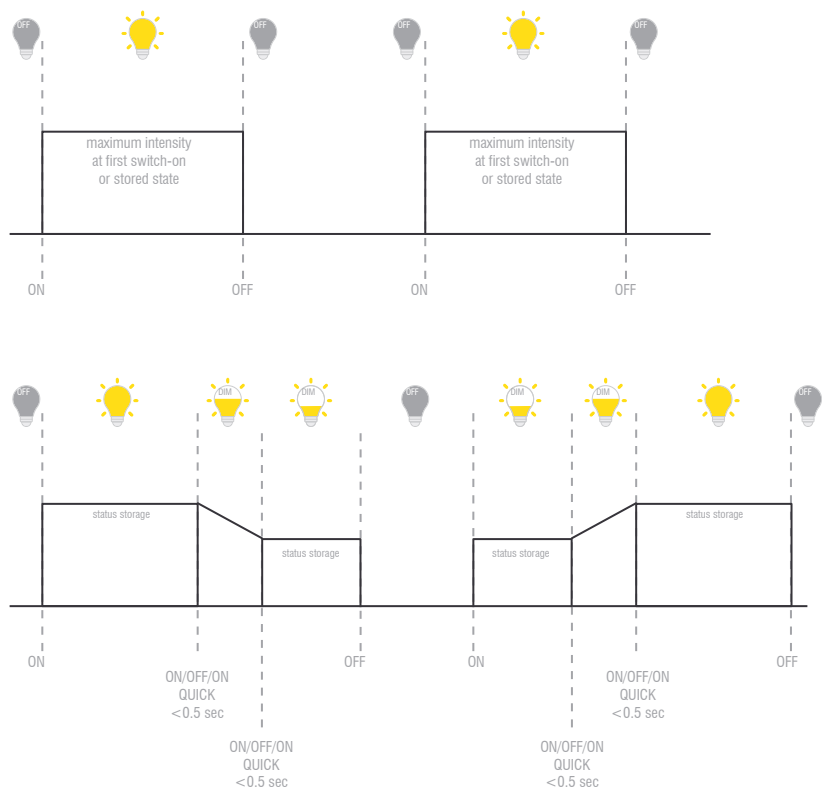 OFF
OFF
OFF
OFF
maximum intensity
at first switch-on
or stored state
maximum intensity
at first switch-on
or stored state
ON
OFF
ON
OFF
OFF
DIM
DIM
OFF
DIM
DIM
OFF
status storage
status storage
status storage
status storage
ON
OFF
ON
OFF
ON/OFF/ON
QUICK
<0.5 sec
ON/OFF/ON
QUICK
<0.5 sec
ON/OFF/ON
QUICK
<0.5 sec
ON/OFF/ON
QUICK
<0.5 sec